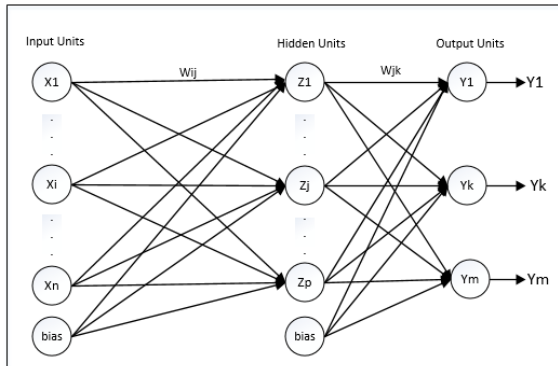 Input Units
Hidden Units
Output Units
Wij
Wjk
X1
Z1
Y1
Y1
Xi
Zj
Yk
Yk
Xn
Zp
Ym
Ym
bias
bias